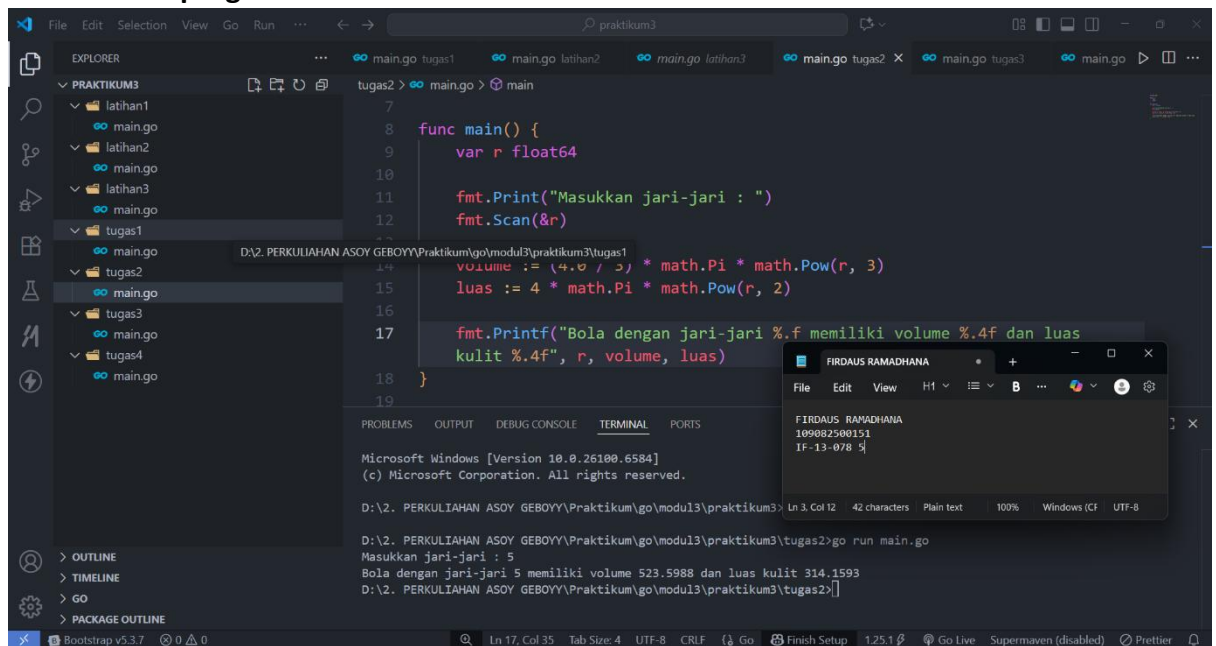 File Edit Selection View Go Run ... praktikum3
EXPLORER
main.go tugas1 main.go latihan2 main.go latihan3 main.go tugas2 main.go tugas3 main.go
PRAKTIKUM3
latihan1
main.go
latihan2
main.go
latihan3
main.go
tugas1
main.go
tugas2
main.go
tugas3
main.go
tugas4
main.go
OUTLINE
TIMELINE
GO
PACKAGE OUTLINE
D:\2. PERKULIAHAN ASOY GEBOYY\Praktikum\go\modul3\praktikum3\tugas1
tugas2 > main.go > main
7
8 func main() {
9 var r float64
10
11 fmt.Print("Masukkan jari-jari : ")
12 fmt.Scan(&r)
14 volume := (4.0 / 3) * math.Pi * math.Pow(r, 3)
15 luas := 4 * math.Pi * math.Pow(r, 2)
16
17 fmt.Printf("Bola dengan jari-jari %.f memiliki volume %.4f dan luas
kulit %.4f", r, volume, luas)
18 }
19
FIRDAUS RAMADHANA
File Edit View H1 B ...
FIRDAUS RAMADHANA
109082500151
IF-13-078 5
Ln 3, Col 12 42 characters Plain text 100% Windows (CF UTF-8
PROBLEMS OUTPUT DEBUG CONSOLE TERMINAL PORTS
Microsoft Windows [Version 10.0.26100.6584]
(c) Microsoft Corporation. All rights reserved.
D:\2. PERKULIAHAN ASOY GEBOYY\Praktikum\go\modul3\praktikum3>
D:\2. PERKULIAHAN ASOY GEBOYY\Praktikum\go\modul3\praktikum3\tugas2>go run main.go
Masukkan jari-jari : 5
Bola dengan jari-jari 5 memiliki volume 523.5988 dan luas kulit 314.1593
D:\2. PERKULIAHAN ASOY GEBOYY\Praktikum\go\modul3\praktikum3\tugas2>
Bootstrap v5.3.7 0 0 Ln 17, Col 35 Tab Size: 4 UTF-8 CRLF Go Finish Setup 1.25.1 Go Live Supermaven (disabled) Prettier